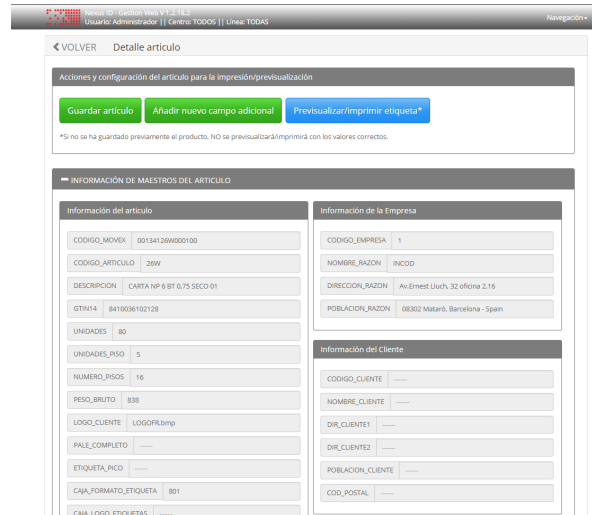 Nexus ID - Gestión Web V 1.2.18.2
Usuario: Administrador || Centro: TODOS || Línea: TODAS
Navegación
VOLVER Detalle articulo
Acciones y configuración del artículo para la impresión/previsualización
Guardar artículo Añadir nuevo campo adicional Previsualizar/imprimir etiqueta*
*Si no se ha guardado previamente el producto, NO se previsualizará/imprimirá con los valores correctos.
INFORMACIÓN DE MAESTROS DEL ARTICULO
Información del articulo
CODIGO_MOVEX 00134126W000100
CODIGO_ARTICULO 26W
DESCRIPCION CARTA NP 6 BT 0,75 SECO 01
GTIN14 8410036102128
UNIDADES 80
UNIDADES_PISO 5
NUMERO_PISOS 16
PESO_BRUTO 838
LOGO_CLIENTE LOGOFR.bmp
PALE_COMPLETO -----
ETIQUETA_PICO -----
CAJA_FORMATO_ETIQUETA 801
CAJA_LOGO_ETIQUETAS -----
Información de la Empresa
CODIGO_EMPRESA 1
NOMBRE_RAZON INCOD
DIRECCION_RAZON Av.Ernest Lluch, 32 oficina 2.16
POBLACION_RAZON 08302 Mataró, Barcelona - Spain
Información del Cliente
CODIGO_CLIENTE -----
NOMBRE_CLIENTE -----
DIR_CLIENTE1 -----
DIR_CLIENTE2 -----
POBLACION_CLIENTE -----
COD_POSTAL -----